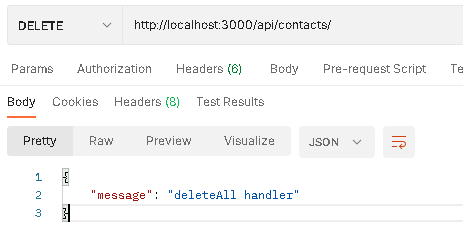 DELETE http://localhost:3000/api/contacts/
Params Authorization Headers (6) Body Pre-request Script
Body Cookies Headers (8) Test Results
Pretty Raw Preview Visualize JSON
1 {
2 "message": "deleteAll handler"
3 }